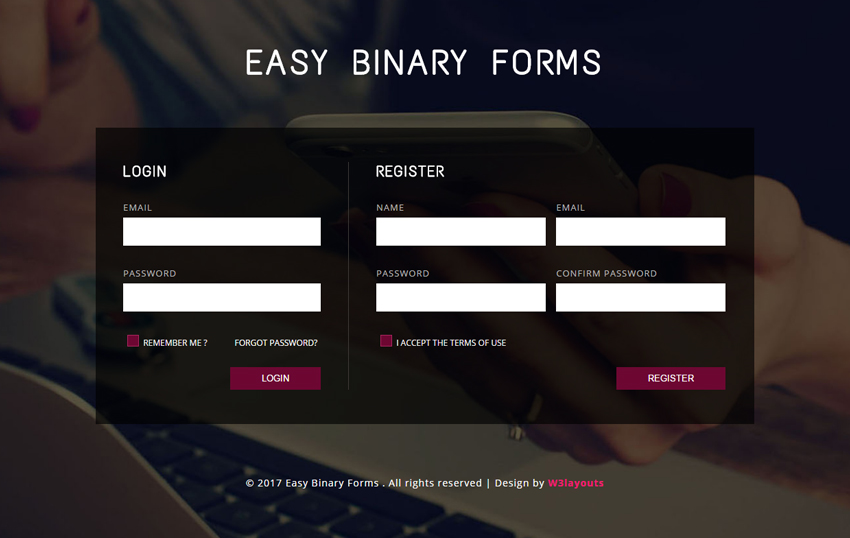 EASY BINARY FORMS
LOGIN
EMAIL
PASSWORD
REMEMBER ME ? FORGOT PASSWORD?
LOGIN
REGISTER
NAME EMAIL
PASSWORD CONFIRM PASSWORD
I ACCEPT THE TERMS OF USE
REGISTER
© 2017 Easy Binary Forms . All rights reserved | Design by W3layouts